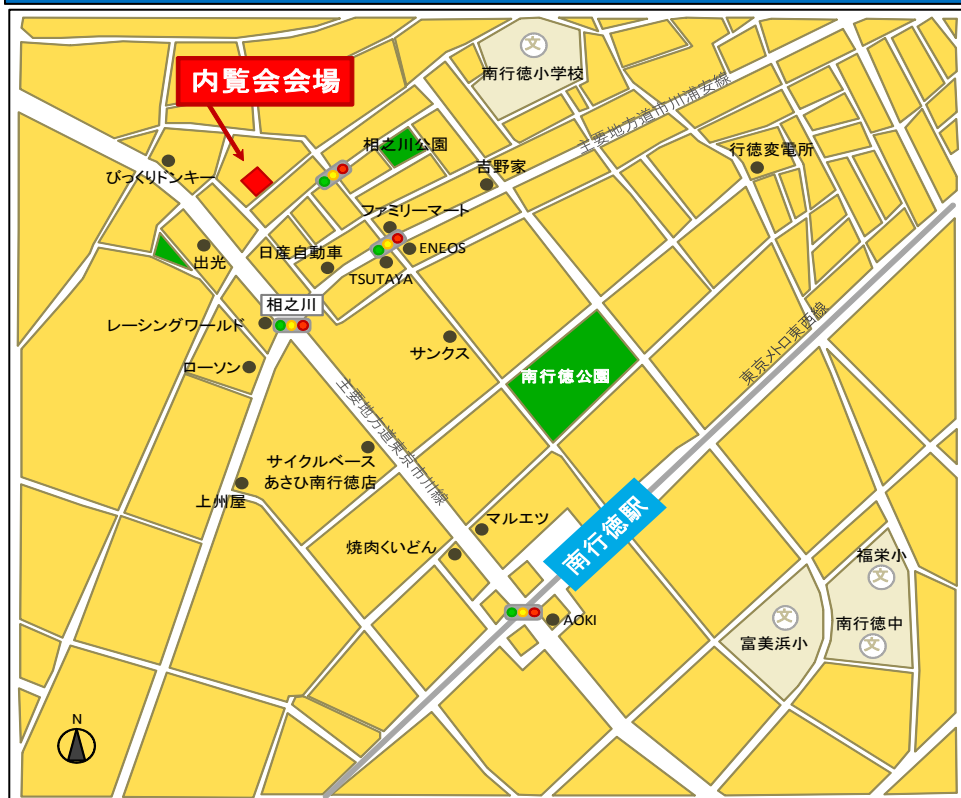 南行徳小学校
内覧会会場
主要地方道市川浦安線
相之川公園
行徳変電所
吉野家
びっくりドンキー
ファミリーマート
日産自動車
ENEOS
出光
TSUTAYA
相之川
レーシングワールド
サンクス
東京メトロ東西線
ローソン
南行徳公園
主要地方道東京市川線
サイクルベース
あさひ南行徳店
上州屋
マルエツ
南行徳駅
焼肉くいどん
福栄小
文
文
文
文
AOKI
南行徳中
富美浜小
N